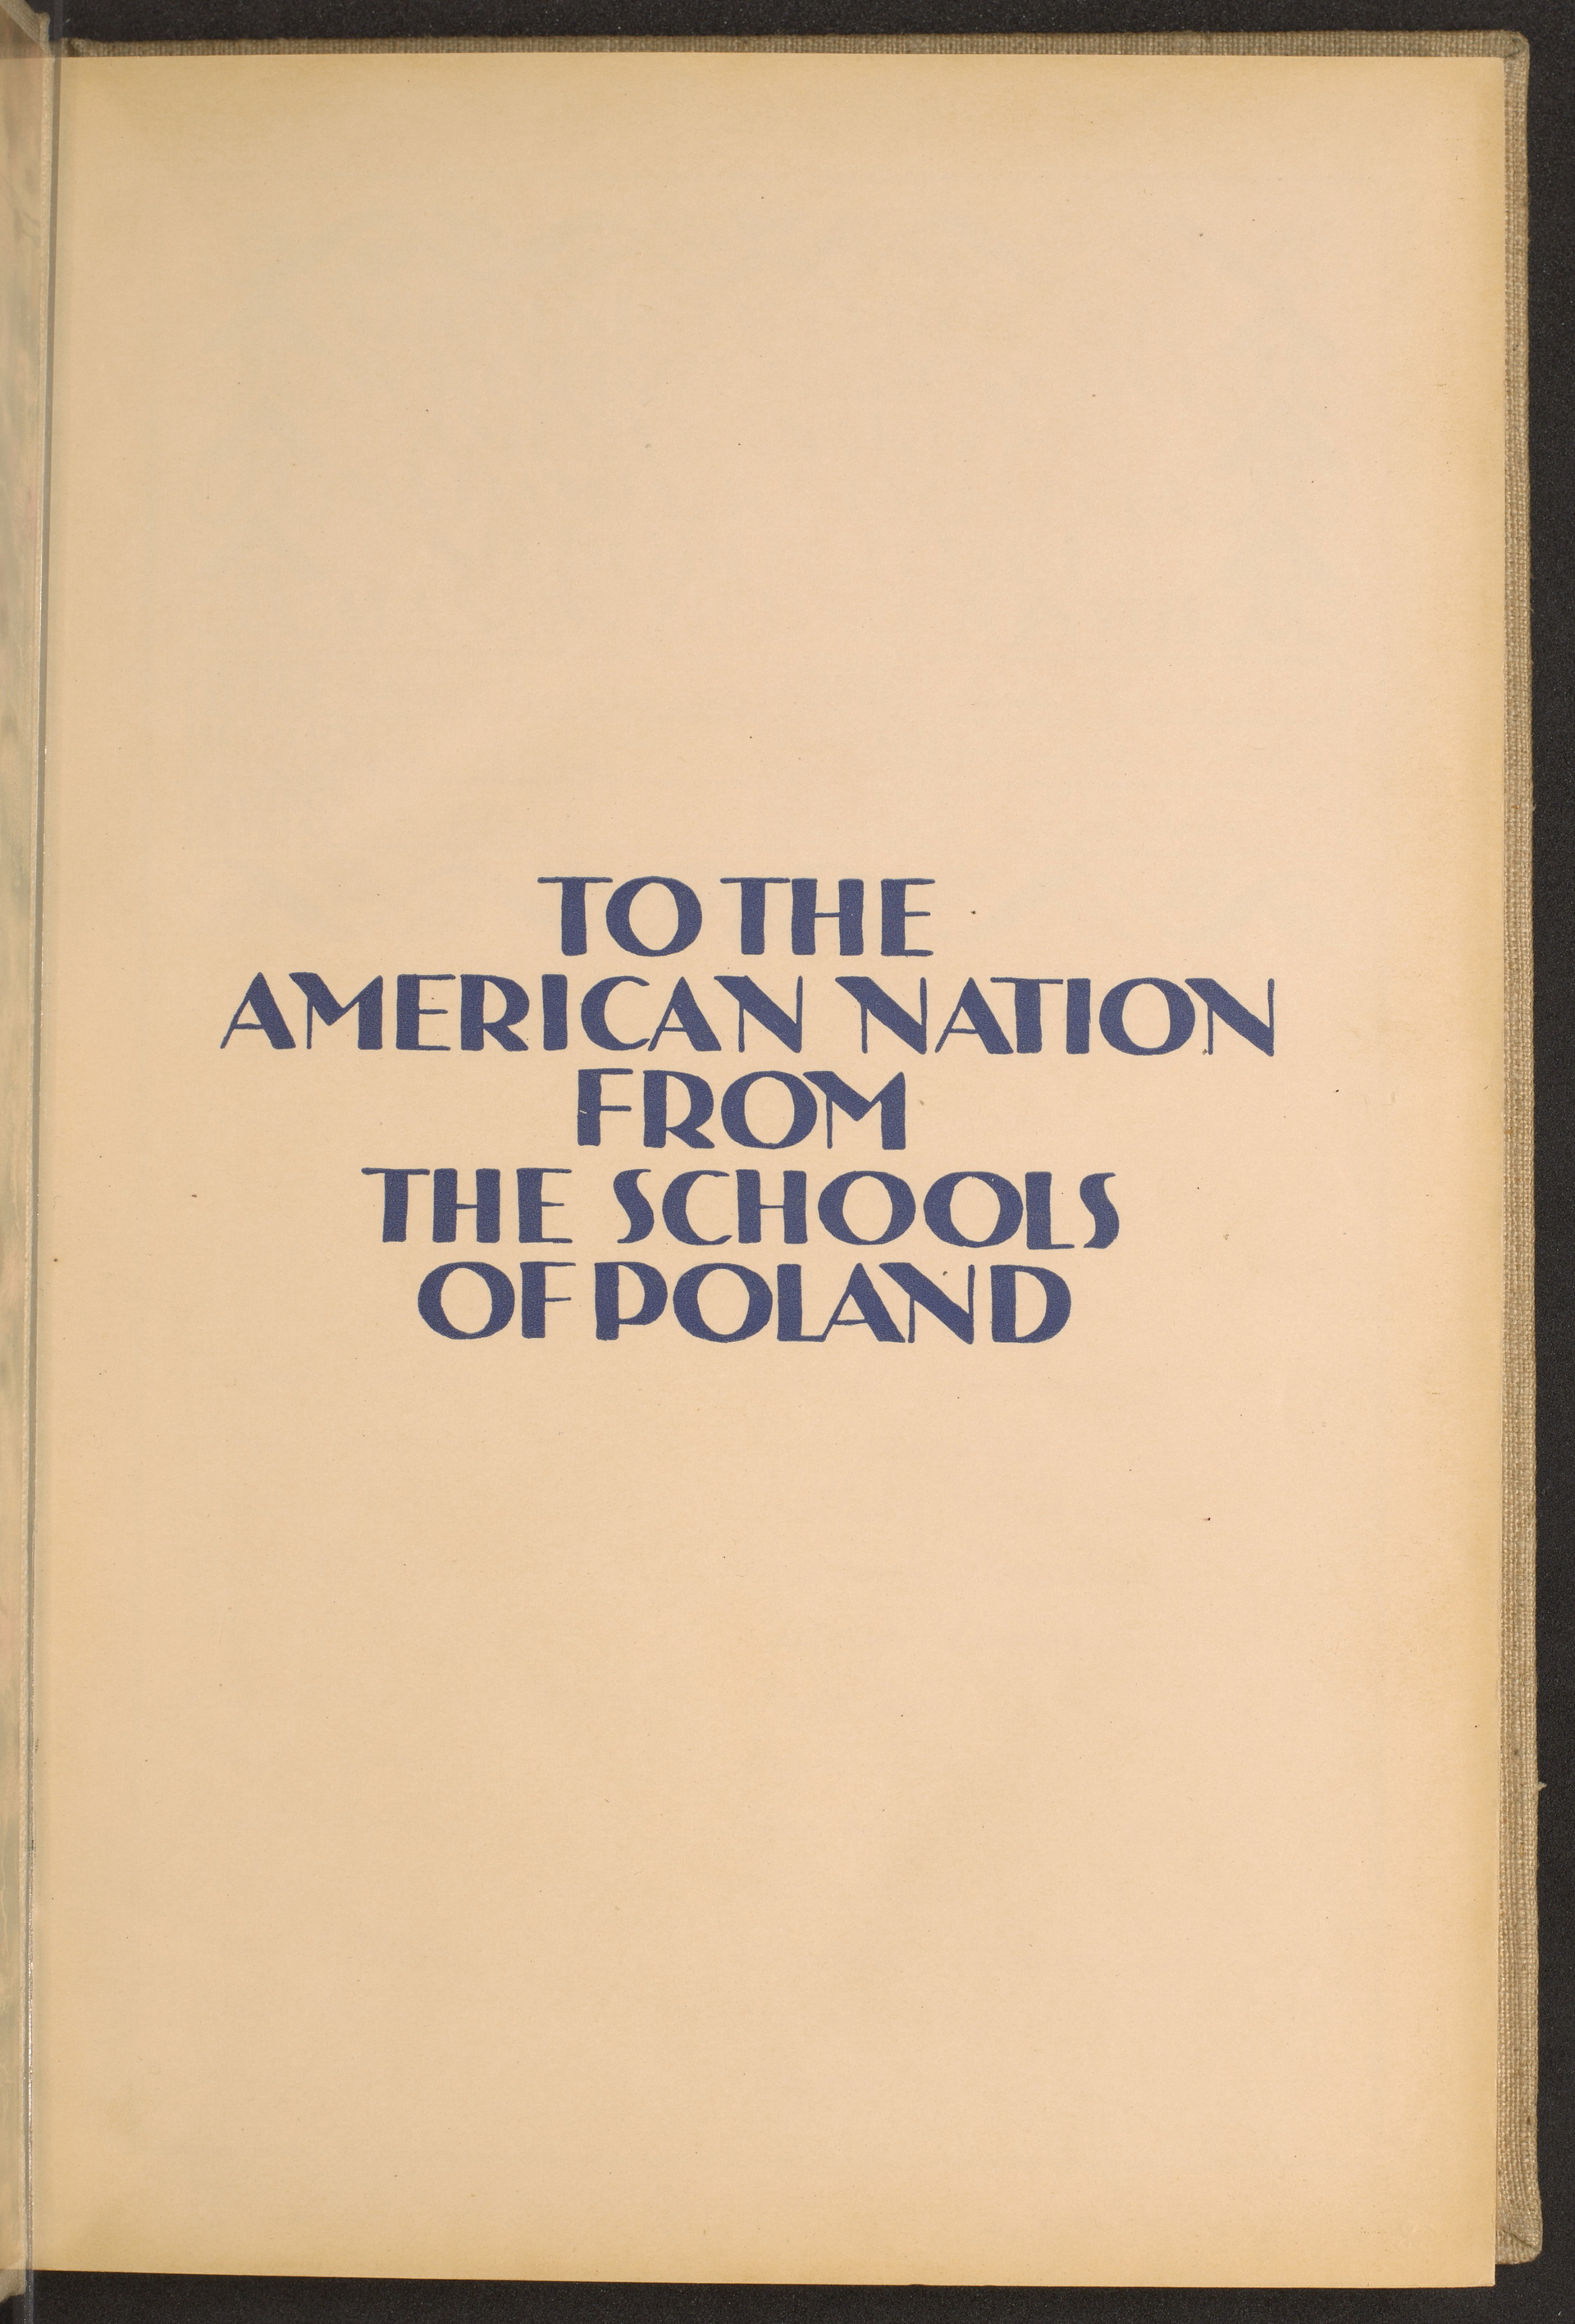 TO THE
AMERICAN NATION
FROM
THE SCHOOLS
OF POLAND